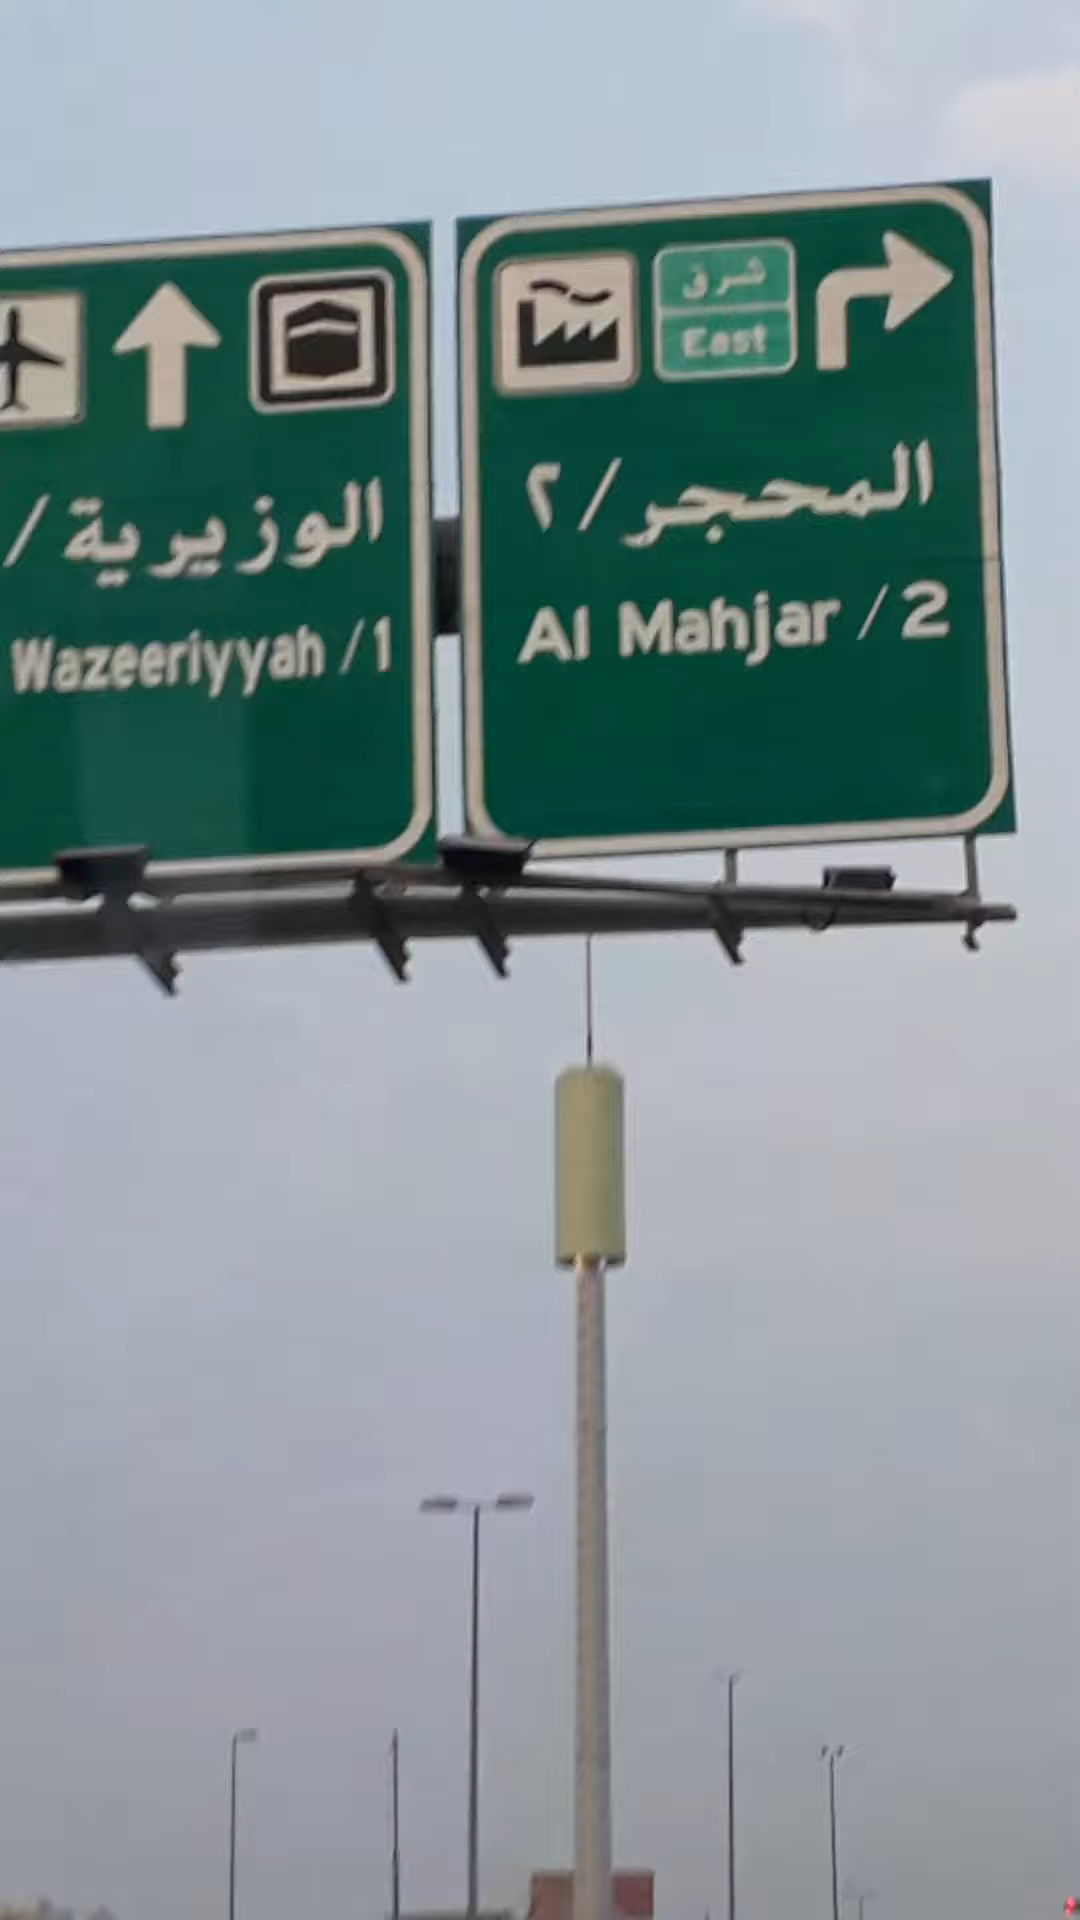 الوزيرية /
Wazeeriyyah / 1
شرق
East
المحجر / ٢
Al Mahjar / 2